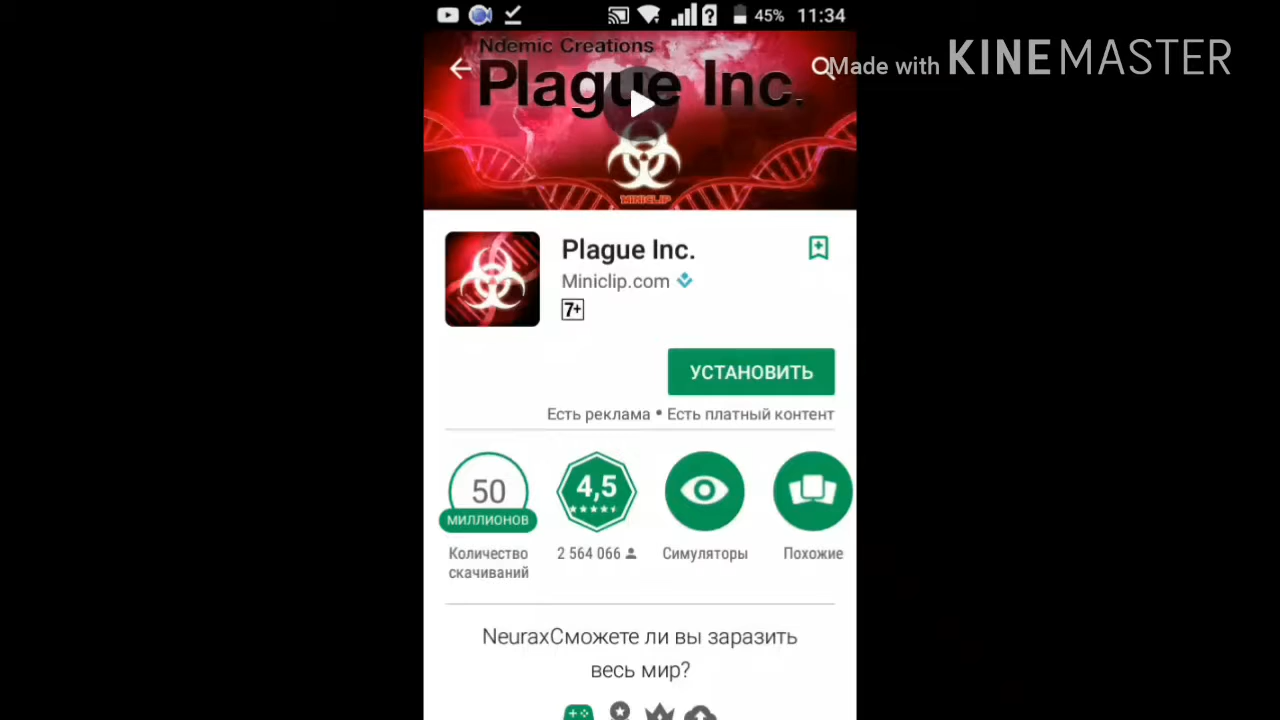 45% 11:34
Ndemic Creations
Plague Inc.
Made with KINEMASTER
MINICLIP
Plague Inc.
Miniclip.com
7+
УСТАНОВИТЬ
Есть реклама • Есть платный контент
50
МИЛЛИОНОВ
Количество
скачиваний
4,5
2 564 066
Симуляторы
Похожие
NeuraxСможете ли вы заразить
весь мир?